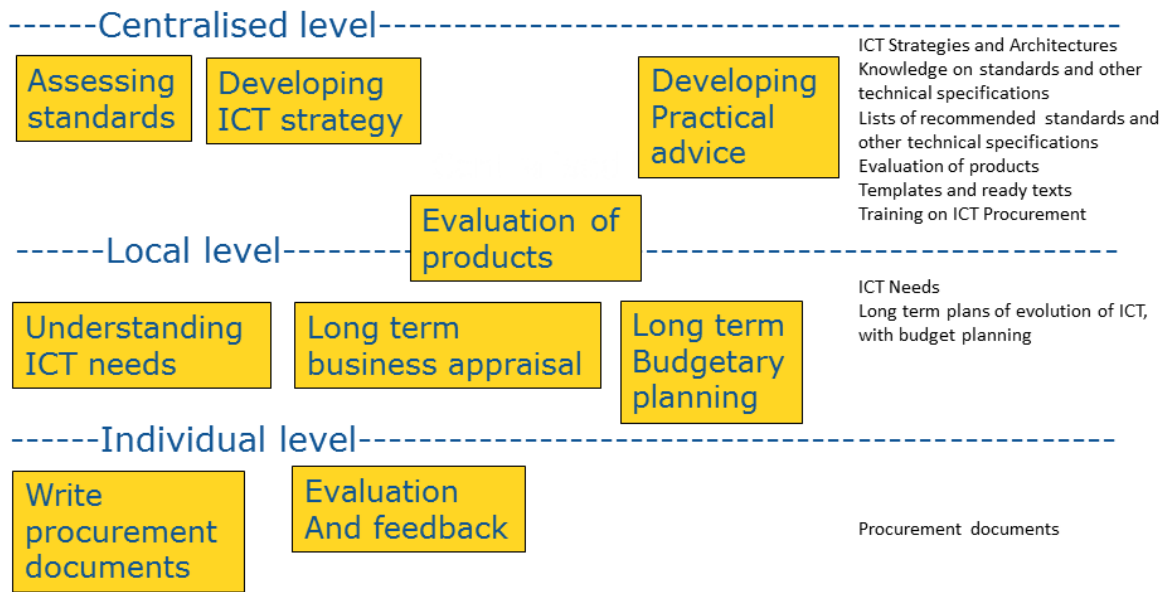 Centralised level
Assessing
standards
Developing
ICT strategy
Developing
Practical
advice
ICT Strategies and Architectures
Knowledge on standards and other
technical specifications
Lists of recommended standards and
other technical specifications
Evaluation of products
Templates and ready texts
Training on ICT Procurement
Evaluation of
products
Local level
Understanding
ICT needs
Long term
business appraisal
Long term
Budgetary
planning
ICT Needs
Long term plans of evolution of ICT,
with budget planning
Individual level
Write
procurement
documents
Evaluation
And feedback
Procurement documents